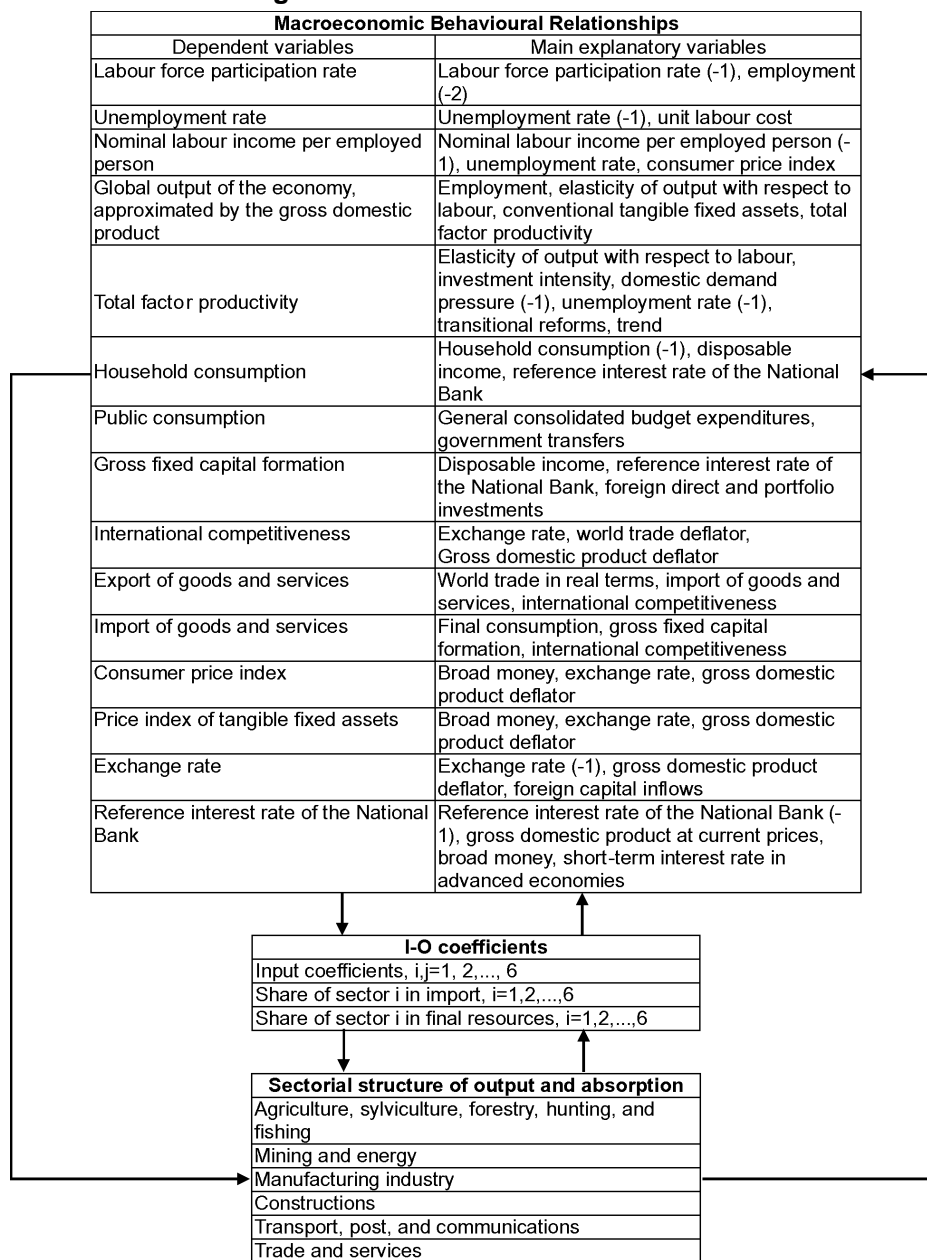 Macroeconomic Behavioural Relationships
Dependent variables
Main explanatory variables
Labour force participation rate
Labour force participation rate (-1), employment
(-2)
Unemployment rate
Unemployment rate (-1), unit labour cost
Nominal labour income per employed
person
Nominal labour income per employed person (-
1), unemployment rate, consumer price index
Global output of the economy,
approximated by the gross domestic
product
Employment, elasticity of output with respect to
labour, conventional tangible fixed assets, total
factor productivity
Total factor productivity
Elasticity of output with respect to labour,
investment intensity, domestic demand
pressure (-1), unemployment rate (-1),
transitional reforms, trend
Household consumption
Household consumption (-1), disposable
income, reference interest rate of the National
Bank
Public consumption
General consolidated budget expenditures,
government transfers
Gross fixed capital formation
Disposable income, reference interest rate of
the National Bank, foreign direct and portfolio
investments
International competitiveness
Exchange rate, world trade deflator,
Gross domestic product deflator
Export of goods and services
World trade in real terms, import of goods and
services, international competitiveness
Import of goods and services
Final consumption, gross fixed capital
formation, international competitiveness
Consumer price index
Broad money, exchange rate, gross domestic
product deflator
Price index of tangible fixed assets
Broad money, exchange rate, gross domestic
product deflator
Exchange rate
Exchange rate (-1), gross domestic product
deflator, foreign capital inflows
Reference interest rate of the National
Bank
Reference interest rate of the National Bank (-
1), gross domestic product at current prices,
broad money, short-term interest rate in
advanced economies
I-O coefficients
Input coefficients, i,j=1, 2,..., 6
Share of sector i in import, i=1,2,...,6
Share of sector i in final resources, i=1,2,...,6
Sectorial structure of output and absorption
Agriculture, sylviculture, forestry, hunting, and
fishing
Mining and energy
Manufacturing industry
Constructions
Transport, post, and communications
Trade and services